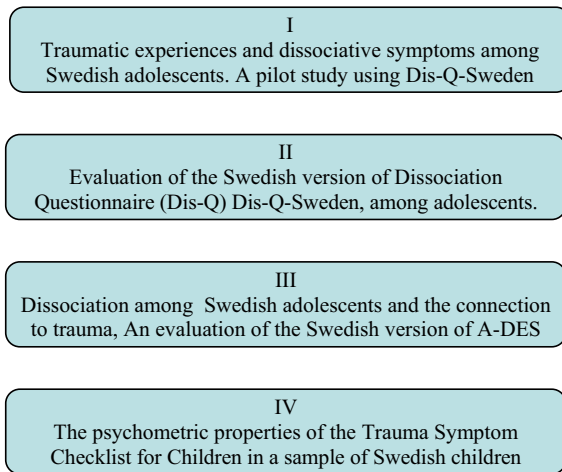 I
Traumatic experiences and dissociative symptoms among
Swedish adolescents. A pilot study using Dis-Q-Sweden
II
Evaluation of the Swedish version of Dissociation
Questionnaire (Dis-Q) Dis-Q-Sweden, among adolescents.
III
Dissociation among Swedish adolescents and the connection
to trauma, An evaluation of the Swedish version of A-DES
IV
The psychometric properties of the Trauma Symptom
Checklist for Children in a sample of Swedish children